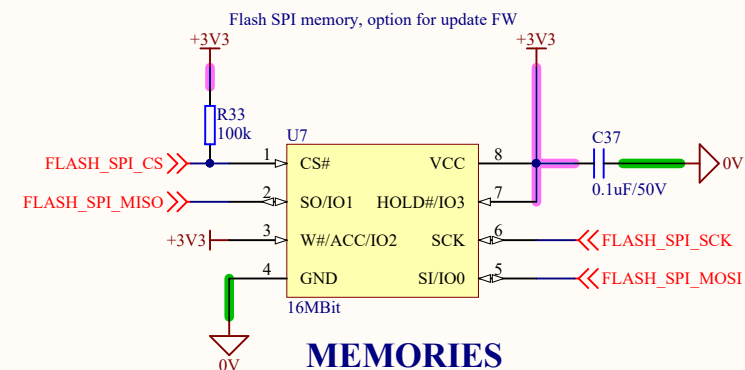 Flash SPI memory, option for update FW
+3V3
+3V3
R33
100k
U7
C37
0.1uF/50V
0V
FLASH_SPI_CS
1
CS#
VCC
8
FLASH_SPI_MISO
2
SO/IO1
HOLD#/IO3
7
+3V3
3
W#/ACC/IO2
SCK
6
FLASH_SPI_SCK
4
GND
SI/IO0
5
FLASH_SPI_MOSI
16MBit
0V
MEMORIES